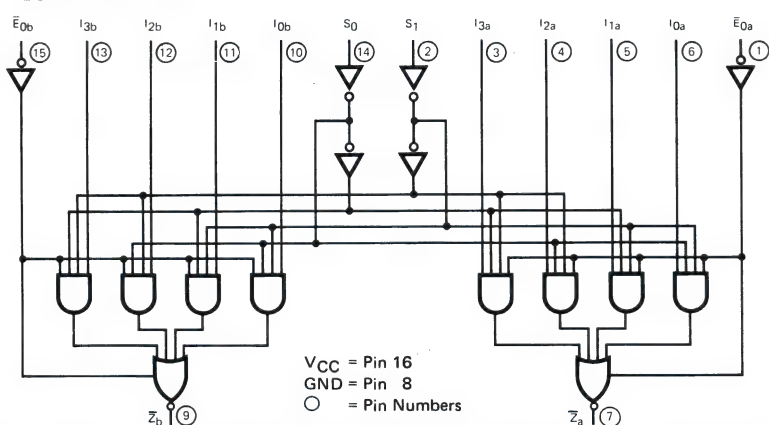 Ē0b I3b I2b I1b I0b S0 S1 I3a I2a I1a I0a Ē0a
15 13 12 11 10 14 2 3 4 5 6 1
VCC = Pin 16
GND = Pin 8
= Pin Numbers
Z̄b 9 Z̄a 7